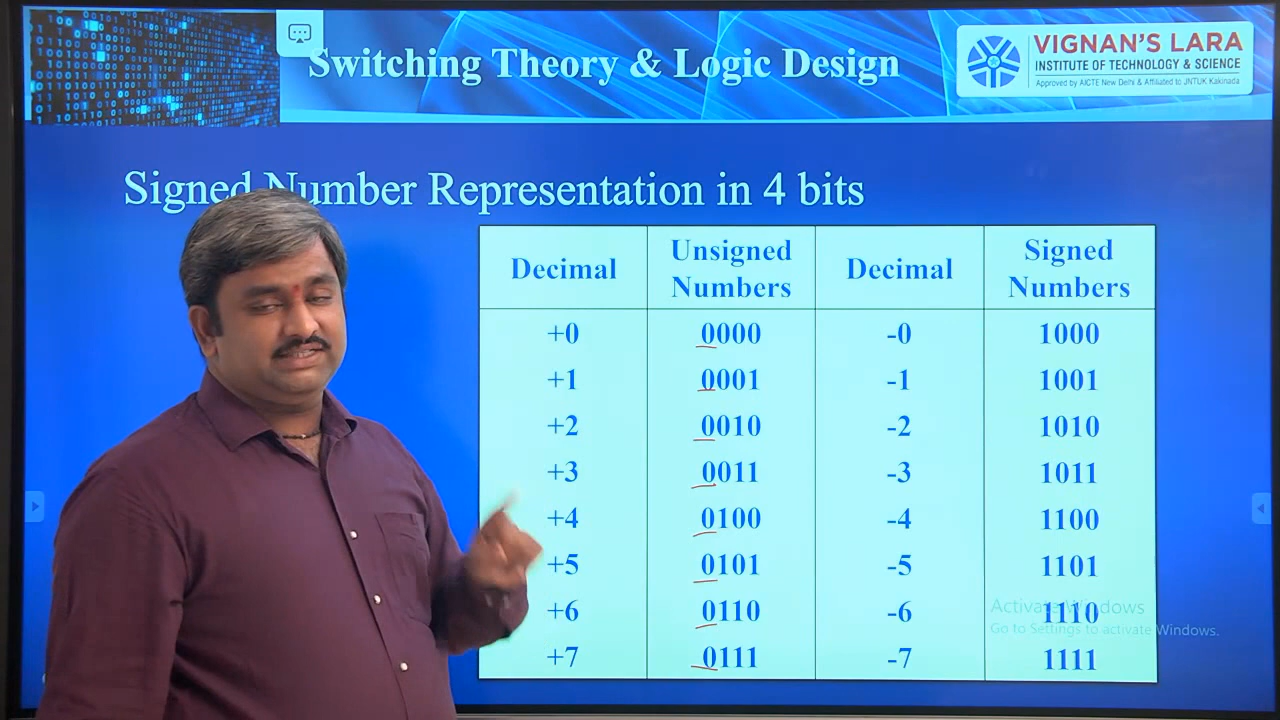 Switching Theory & Logic Design
VIGNAN'S LARA
INSTITUTE OF TECHNOLOGY & SCIENCE
Approved by AICTE New Delhi & Affiliated to JNTUK Kakinada
Signed Number Representation in 4 bits
Decimal Unsigned Numbers Decimal Signed Numbers
+0 0000 -0 1000
+1 0001 -1 1001
+2 0010 -2 1010
+3 0011 -3 1011
+4 0100 -4 1100
+5 0101 -5 1101
+6 0110 -6 1110
+7 0111 -7 1111
Activate Windows
Go to Settings to activate Windows.